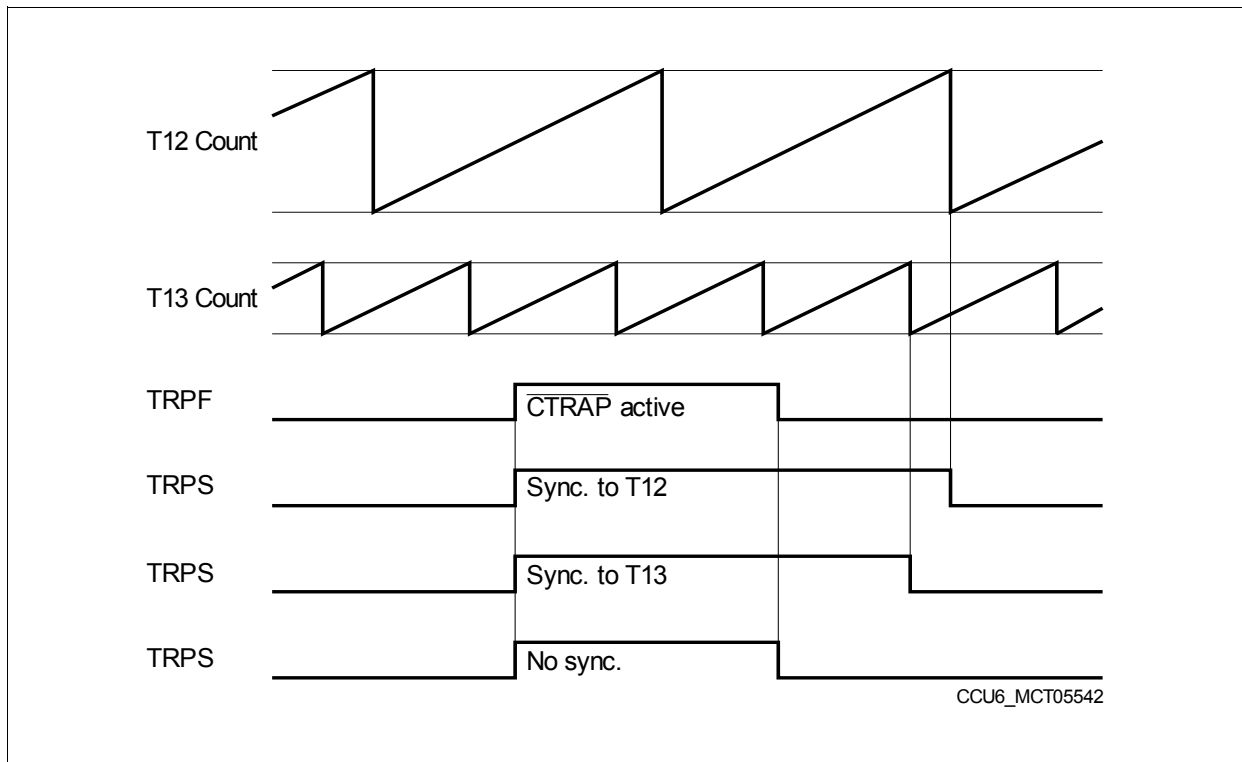 T12 Count
T13 Count
TRPF
CTRAP active
TRPS
Sync. to T12
TRPS
Sync. to T13
TRPS
No sync.
CCU6_MCT05542